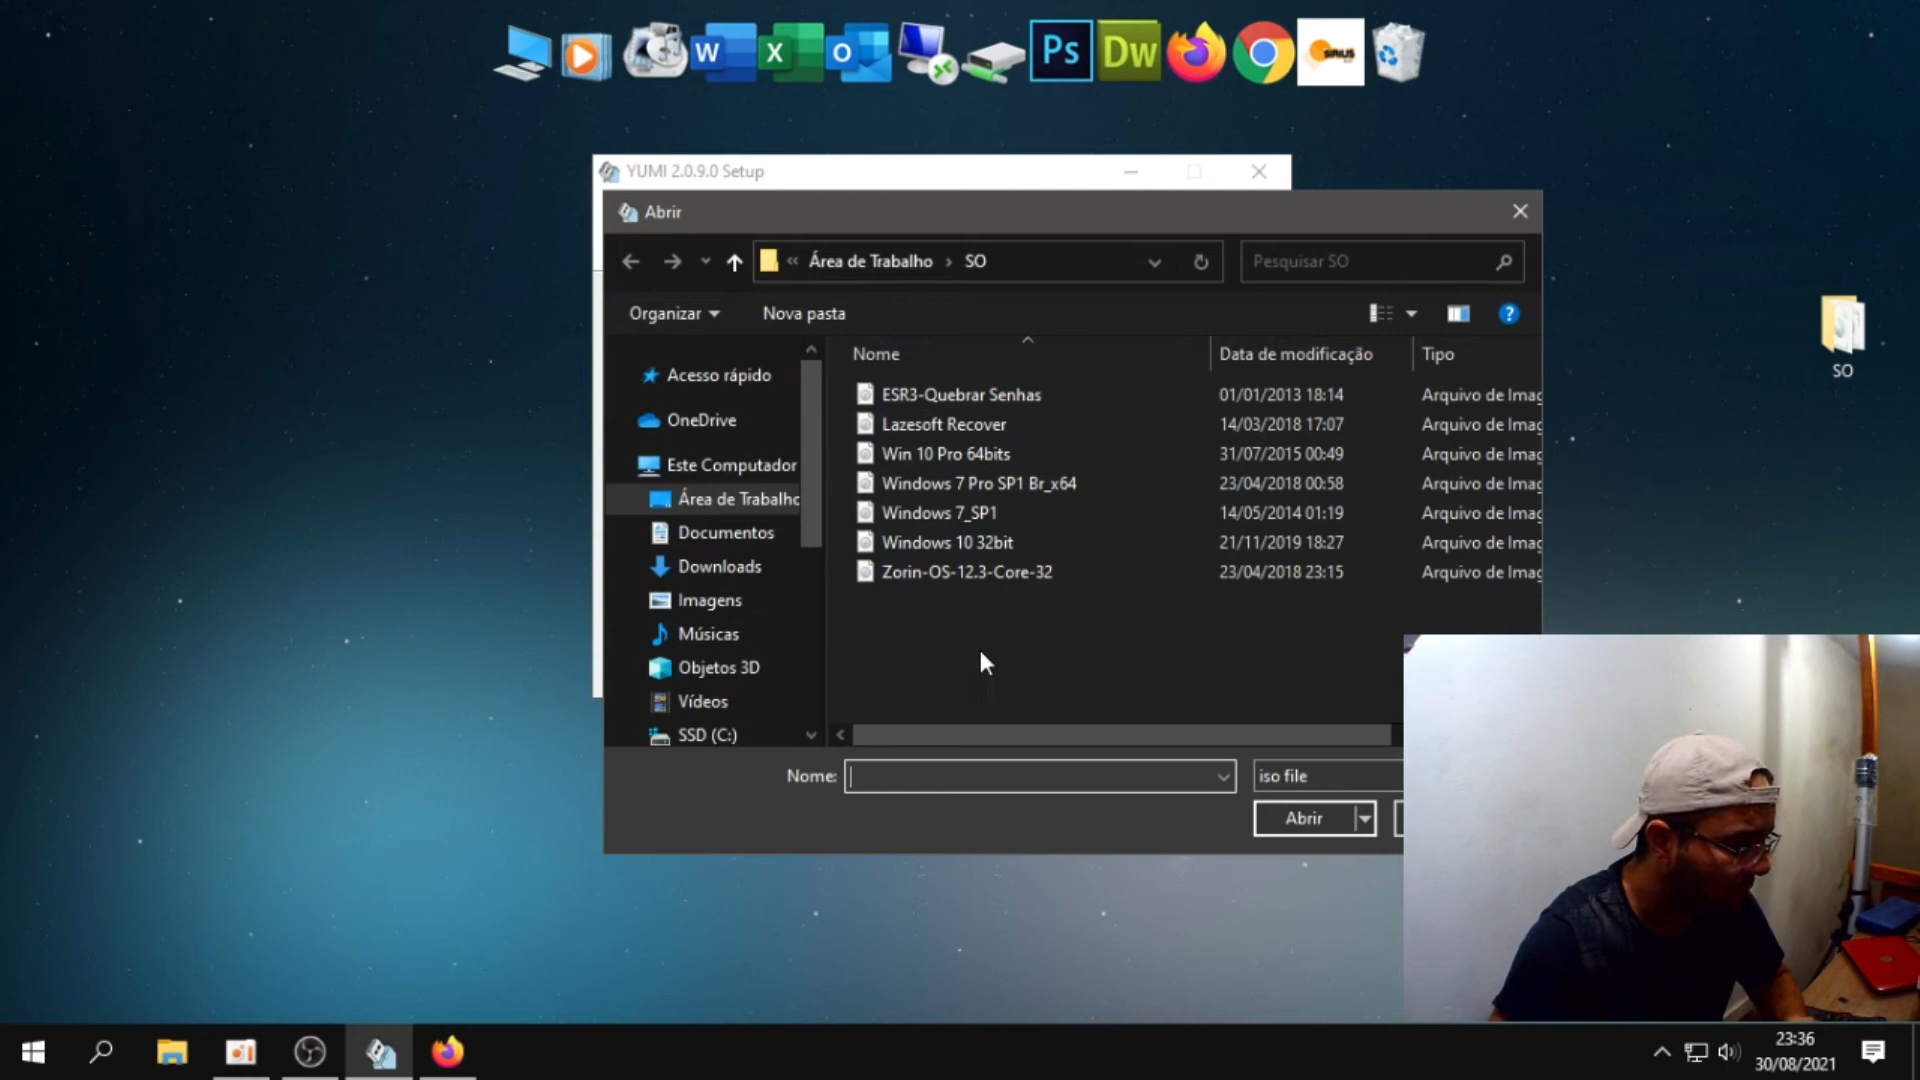 W X O Ps Dw SIRIUS
YUMI 2.0.9.0 Setup
Abrir
« Área de Trabalho › SO
Pesquisar SO
Organizar
Nova pasta
Nome
Data de modificação
Tipo
Acesso rápido
OneDrive
Este Computador
Área de Trabalho
Documentos
Downloads
Imagens
Músicas
Objetos 3D
Vídeos
SSD (C:)
ESR3-Quebrar Senhas 01/01/2013 18:14 Arquivo de Imag
Lazesoft Recover 14/03/2018 17:07 Arquivo de Imag
Win 10 Pro 64bits 31/07/2015 00:49 Arquivo de Imag
Windows 7 Pro SP1 Br_x64 23/04/2018 00:58 Arquivo de Imag
Windows 7_SP1 14/05/2014 01:19 Arquivo de Imag
Windows 10 32bit 21/11/2019 18:27 Arquivo de Imag
Zorin-OS-12.3-Core-32 23/04/2018 23:15 Arquivo de Imag
Nome:
iso file
Abrir
SO
23:36
30/08/2021